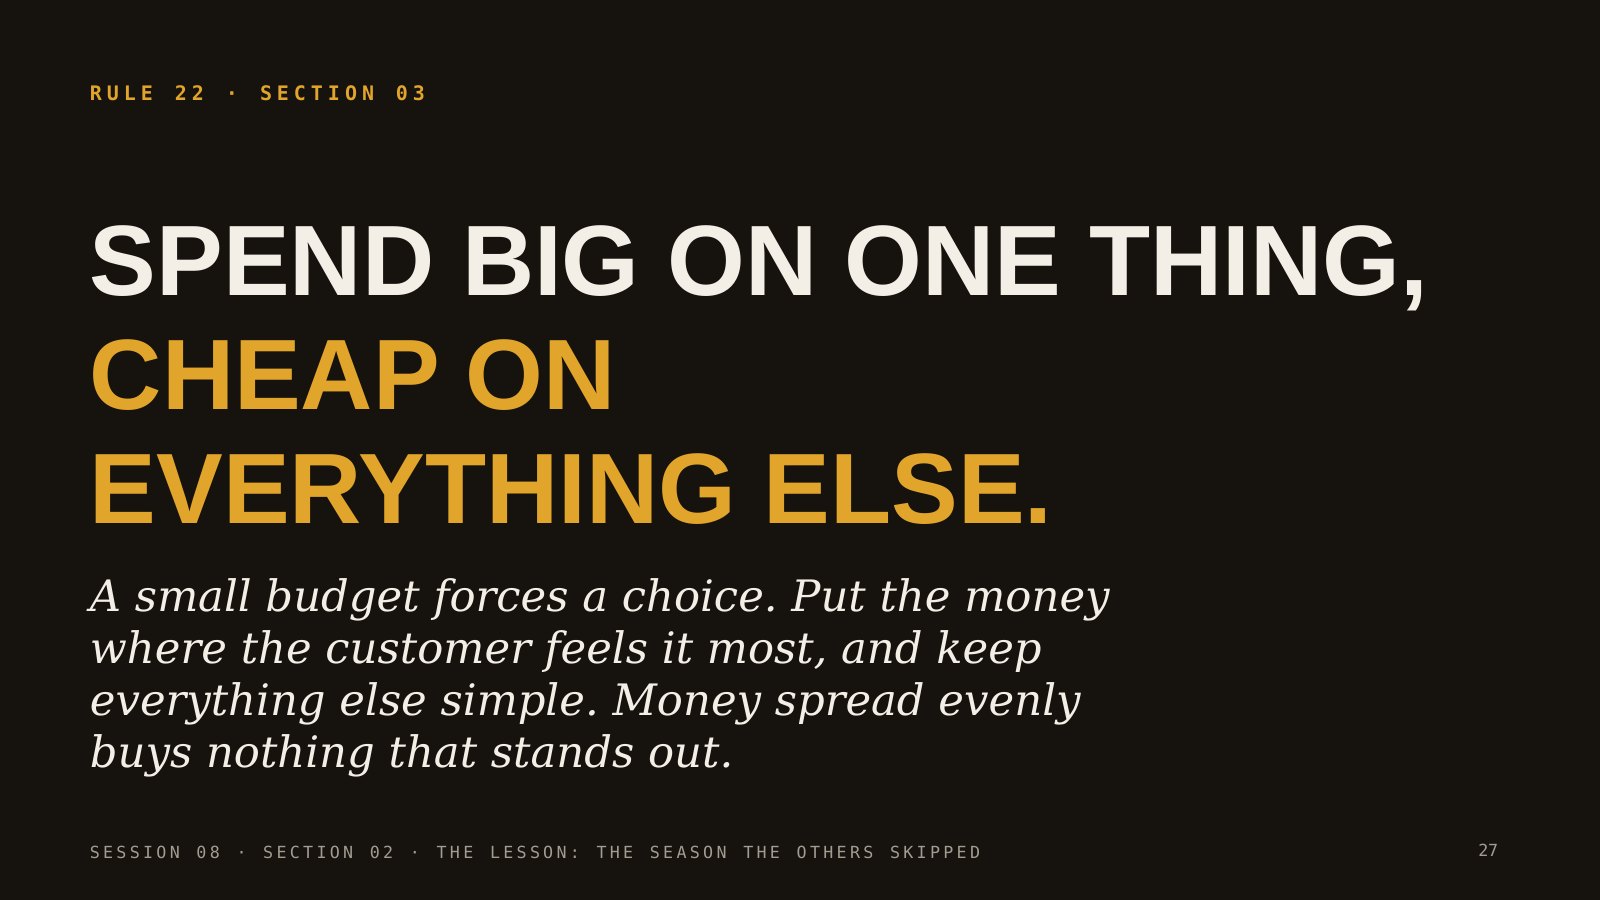 RULE 22 · SECTION 03
SPEND BIG ON ONE THING,
CHEAP ON
EVERYTHING ELSE.
A small budget forces a choice. Put the money
where the customer feels it most, and keep
everything else simple. Money spread evenly
buys nothing that stands out.
SESSION 08 · SECTION 02 · THE LESSON: THE SEASON THE OTHERS SKIPPED
27